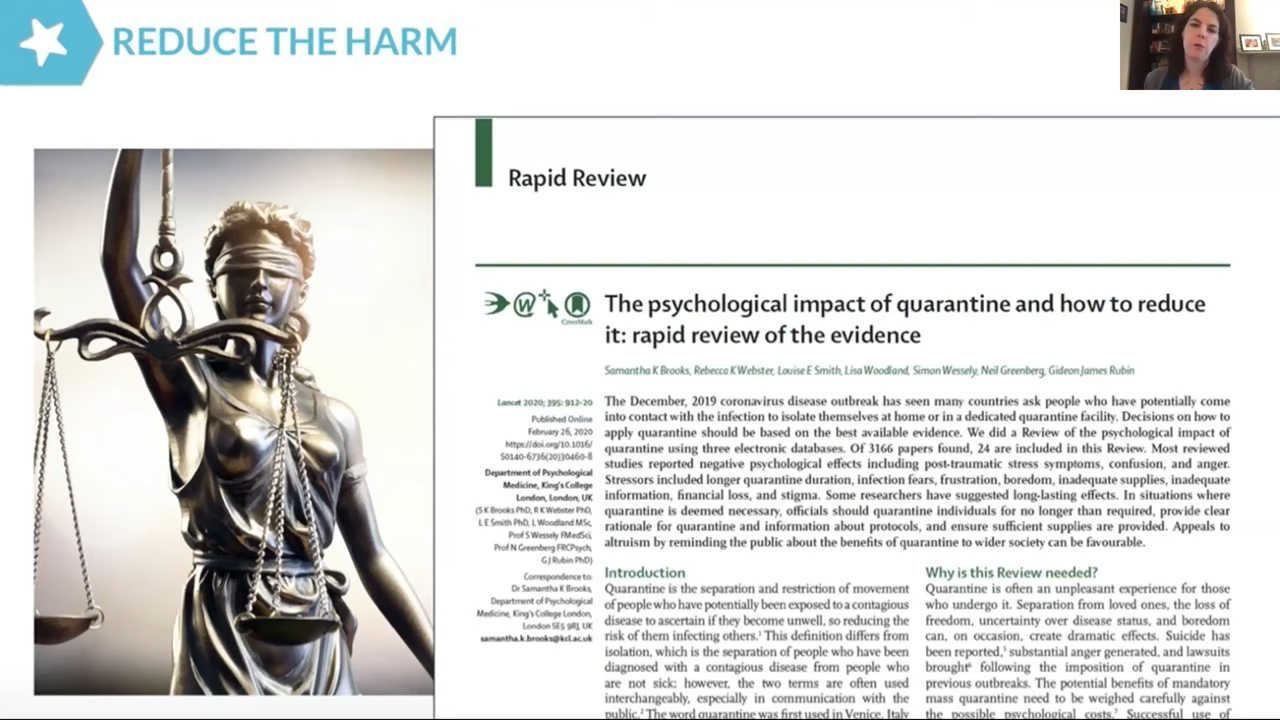 REDUCE THE HARM
Rapid Review
W
CrossMark
The psychological impact of quarantine and how to reduce
it: rapid review of the evidence
Samantha K Brooks, Rebecca K Webster, Louise E Smith, Lisa Woodland, Simon Wessely, Neil Greenberg, Gideon James Rubin
Lancet 2020; 395: 912–20
Published Online
February 26, 2020
https://doi.org/10.1016/
S0140-6736(20)30460-8
Department of Psychological
Medicine, King's College
London, London, UK
(S K Brooks PhD, R K Webster PhD,
L E Smith PhD, L Woodland MSc,
Prof S Wessely FMedSci,
Prof N Greenberg FRCPsych,
G J Rubin PhD)
Correspondence to:
Dr Samantha K Brooks,
Department of Psychological
Medicine, King's College London,
London SE5 9RJ, UK
samantha.k.brooks@kcl.ac.uk
The December, 2019 coronavirus disease outbreak has seen many countries ask people who have potentially come
into contact with the infection to isolate themselves at home or in a dedicated quarantine facility. Decisions on how to
apply quarantine should be based on the best available evidence. We did a Review of the psychological impact of
quarantine using three electronic databases. Of 3166 papers found, 24 are included in this Review. Most reviewed
studies reported negative psychological effects including post-traumatic stress symptoms, confusion, and anger.
Stressors included longer quarantine duration, infection fears, frustration, boredom, inadequate supplies, inadequate
information, financial loss, and stigma. Some researchers have suggested long-lasting effects. In situations where
quarantine is deemed necessary, officials should quarantine individuals for no longer than required, provide clear
rationale for quarantine and information about protocols, and ensure sufficient supplies are provided. Appeals to
altruism by reminding the public about the benefits of quarantine to wider society can be favourable.
Introduction
Quarantine is the separation and restriction of movement
of people who have potentially been exposed to a contagious
disease to ascertain if they become unwell, so reducing the
risk of them infecting others.1 This definition differs from
isolation, which is the separation of people who have been
diagnosed with a contagious disease from people who
are not sick; however, the two terms are often used
interchangeably, especially in communication with the
public.2 The word quarantine was first used in Venice, Italy
Why is this Review needed?
Quarantine is often an unpleasant experience for those
who undergo it. Separation from loved ones, the loss of
freedom, uncertainty over disease status, and boredom
can, on occasion, create dramatic effects. Suicide has
been reported,5 substantial anger generated, and lawsuits
brought6 following the imposition of quarantine in
previous outbreaks. The potential benefits of mandatory
mass quarantine need to be weighed carefully against
the possible psychological costs.7 Successful use of